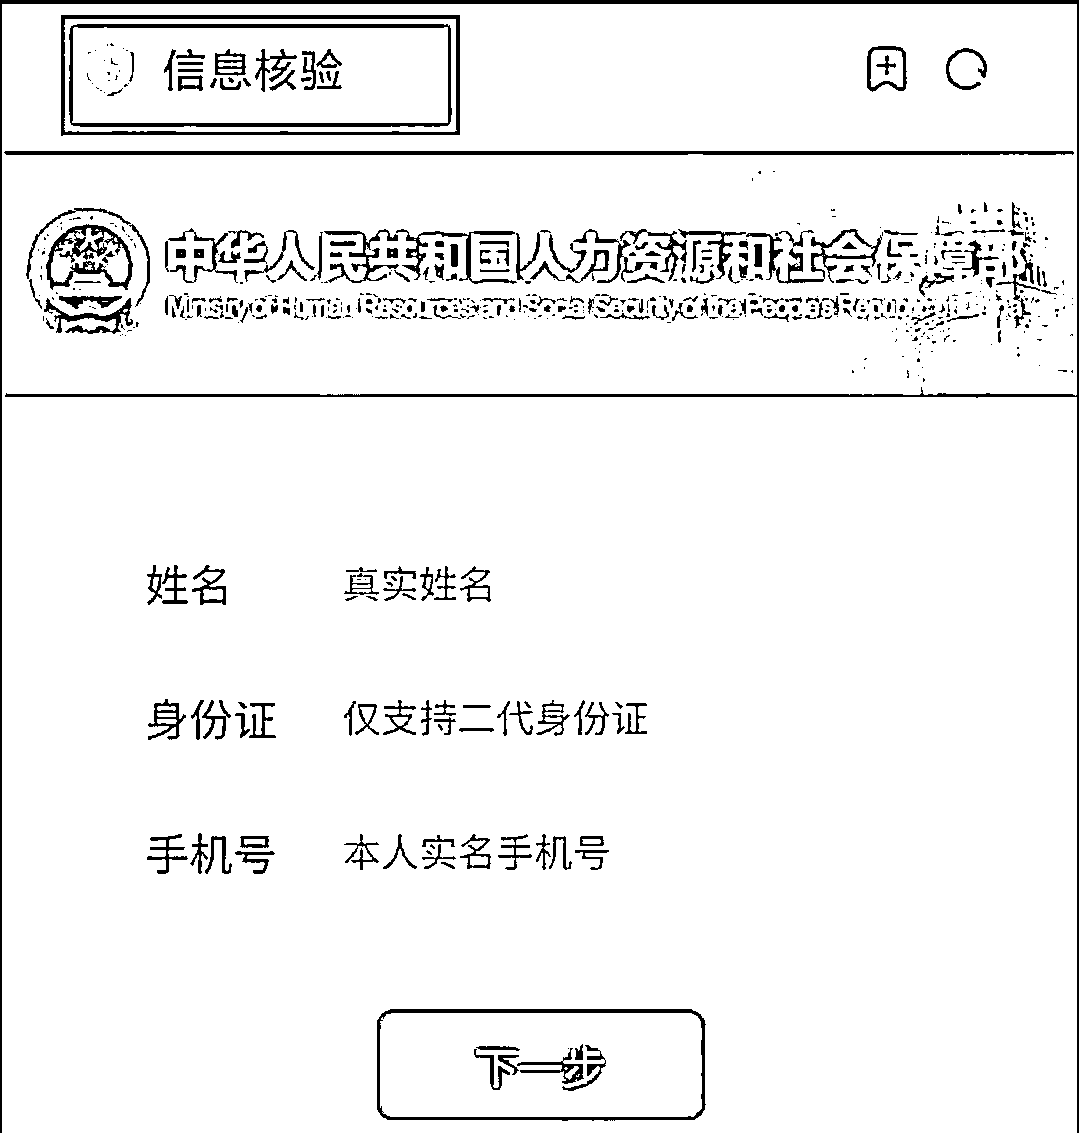 信息核验
中华人民共和国人力资源和社会保障部
Ministry of Human Resources and Social Security of the People's Republic of China
姓名 真实姓名
身份证 仅支持二代身份证
手机号 本人实名手机号
下一步